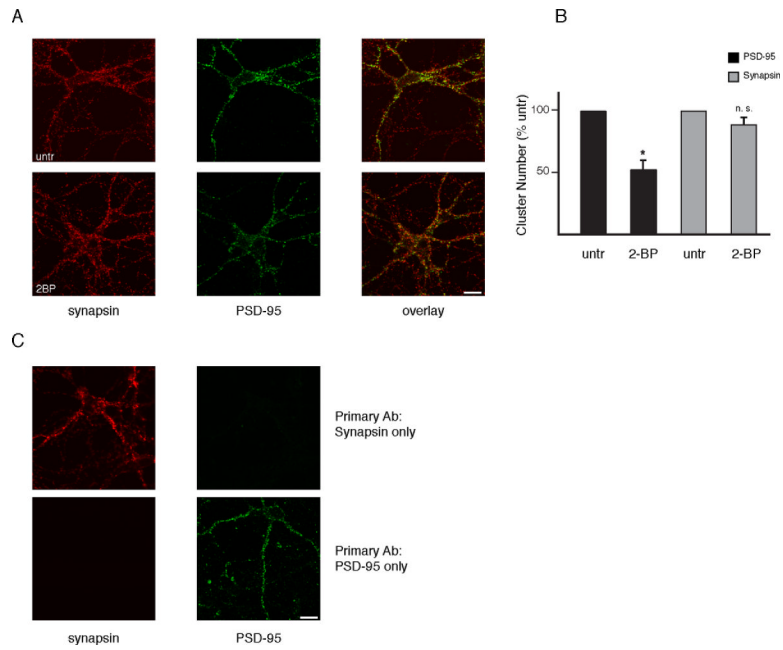 A
untr
2BP
synapsin
PSD-95
overlay
B
PSD-95
Synapsin
Cluster Number (% untr)
100
50
*
n. s.
untr
2-BP
untr
2-BP
C
Primary Ab:
Synapsin only
Primary Ab:
PSD-95 only
synapsin
PSD-95